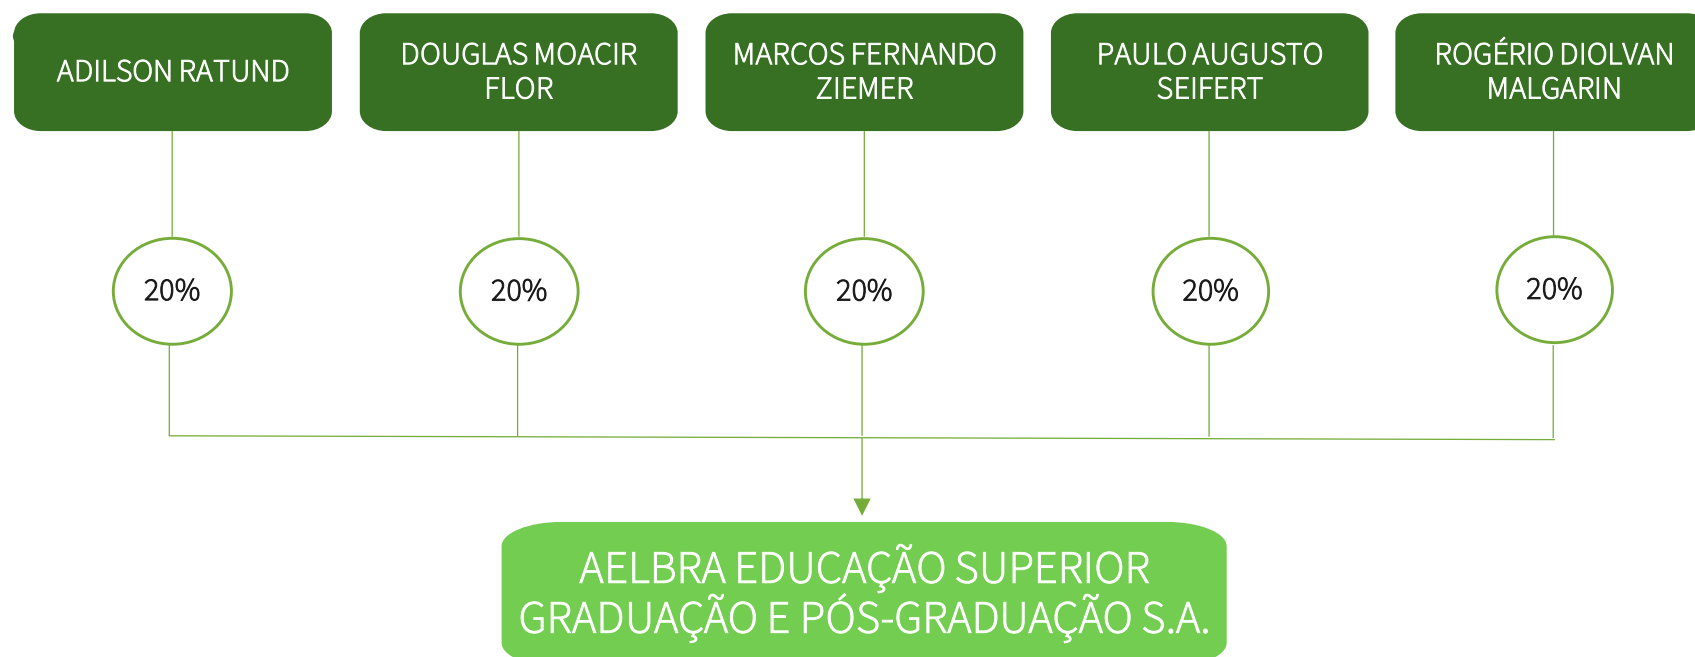 ADILSON RATUND
DOUGLAS MOACIR
FLOR
MARCOS FERNANDO
ZIEMER
PAULO AUGUSTO
SEIFERT
ROGÉRIO DIOLVAN
MALGARIN
20%
20%
20%
20%
20%
AELBRA EDUCAÇÃO SUPERIOR
GRADUAÇÃO E PÓS-GRADUAÇÃO S.A.